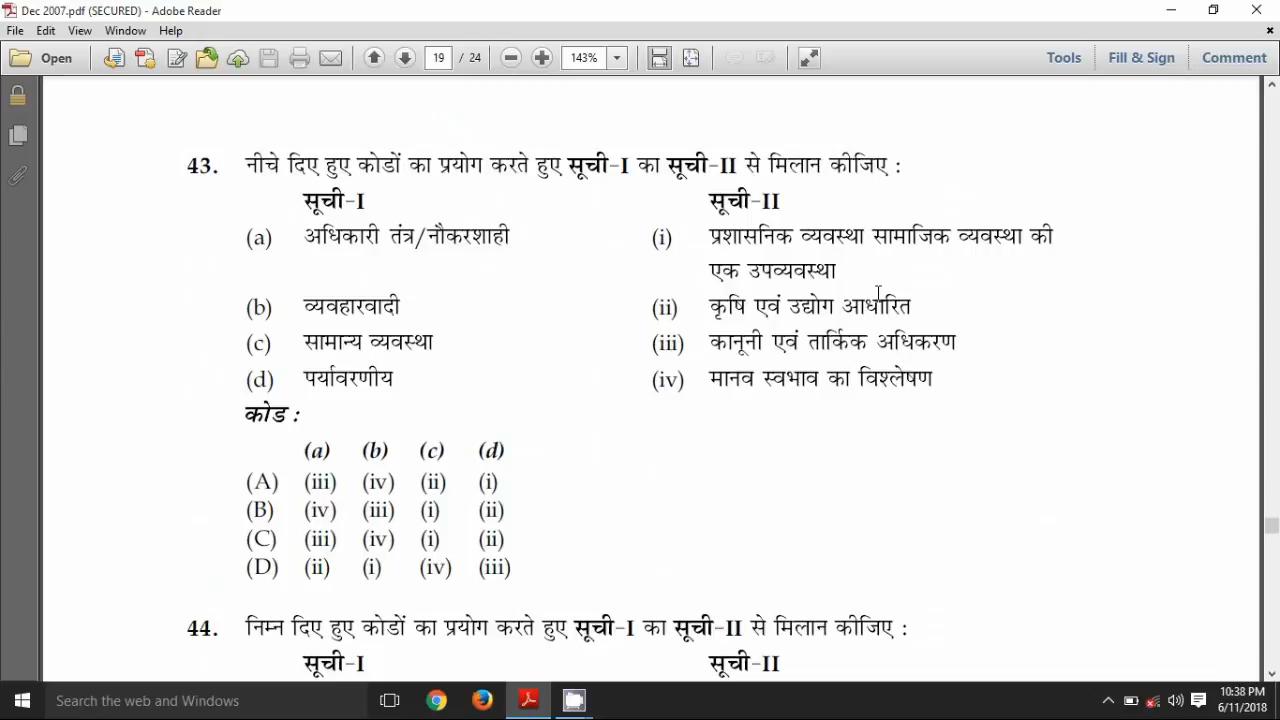 Dec 2007.pdf (SECURED) - Adobe Reader
File Edit View Window Help
Open 19 / 24 143% Tools Fill & Sign Comment
43. नीचे दिए हुए कोडों का प्रयोग करते हुए सूची-I का सूची-II से मिलान कीजिए :
सूची-I सूची-II
(a) अधिकारी तंत्र/नौकरशाही (i) प्रशासनिक व्यवस्था सामाजिक व्यवस्था की
एक उपव्यवस्था
(b) व्यवहारवादी (ii) कृषि एवं उद्योग आधारित
(c) सामान्य व्यवस्था (iii) कानूनी एवं तार्किक अधिकरण
(d) पर्यावरणीय (iv) मानव स्वभाव का विश्लेषण
कोड :
(a) (b) (c) (d)
(A) (iii) (iv) (ii) (i)
(B) (iv) (iii) (i) (ii)
(C) (iii) (iv) (i) (ii)
(D) (ii) (i) (iv) (iii)
44. निम्न दिए हुए कोडों का प्रयोग करते हुए सूची-I का सूची-II से मिलान कीजिए :
सूची-I सूची-II
Search the web and Windows
10:38 PM
6/11/2018